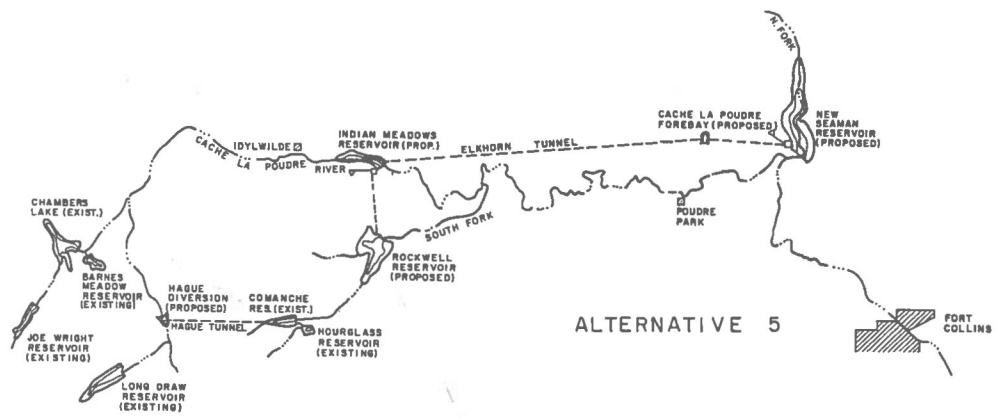 N. FORK
CACHE LA POUDRE
FOREBAY (PROPOSED)
NEW
SEAMAN
RESERVOIR
(PROPOSED)
INDIAN MEADOWS
RESERVOIR (PROP.)
ELKHORN TUNNEL
IDYLWILDE
CACHE LA POUDRE
RIVER
CHAMBERS
LAKE (EXIST.)
SOUTH FORK
POUDRE
PARK
BARNES
MEADOW
RESERVOIR
(EXISTING)
ROCKWELL
RESERVOIR
(PROPOSED)
HAGUE
DIVERSION
(PROPOSED)
COMANCHE
RES. (EXIST.)
HAGUE TUNNEL
HOURGLASS
RESERVOIR
(EXISTING)
JOE WRIGHT
RESERVOIR
(EXISTING)
ALTERNATIVE 5
FORT
COLLINS
LONG DRAW
RESERVOIR
(EXISTING)